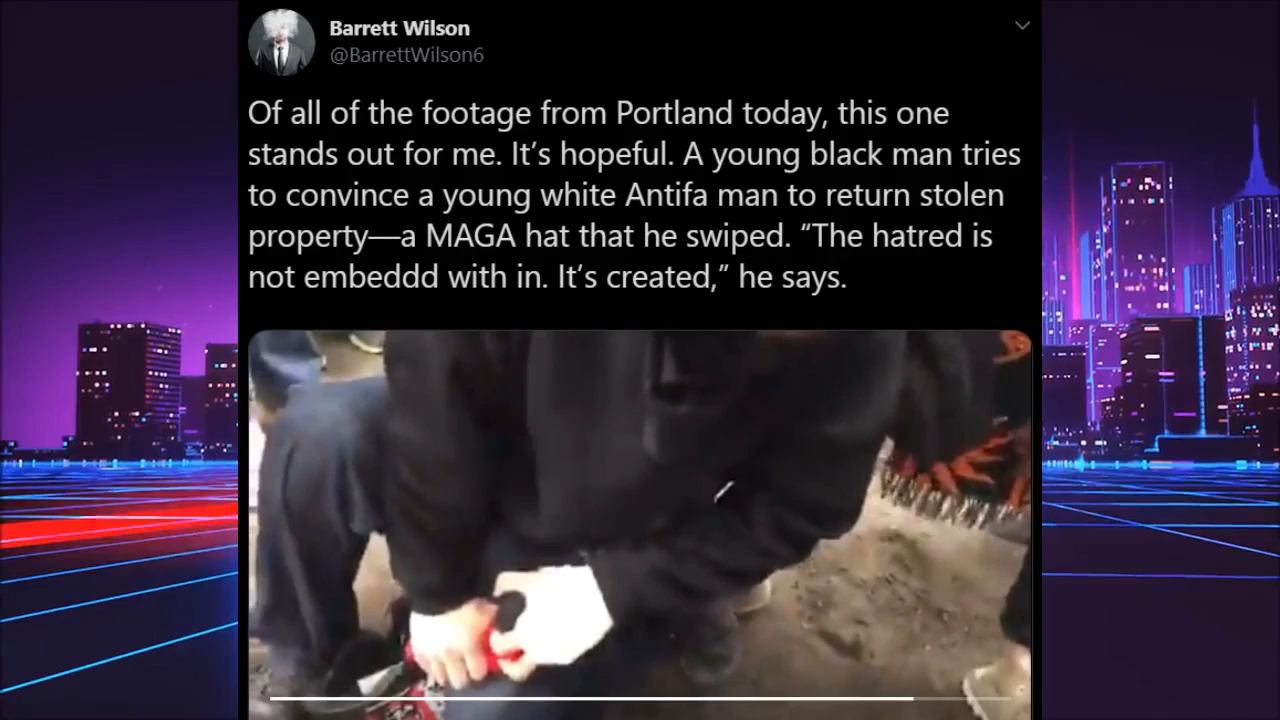 Barrett Wilson
@BarrettWilson6
Of all of the footage from Portland today, this one
stands out for me. It’s hopeful. A young black man tries
to convince a young white Antifa man to return stolen
property—a MAGA hat that he swiped. “The hatred is
not embeddd with in. It’s created,” he says.